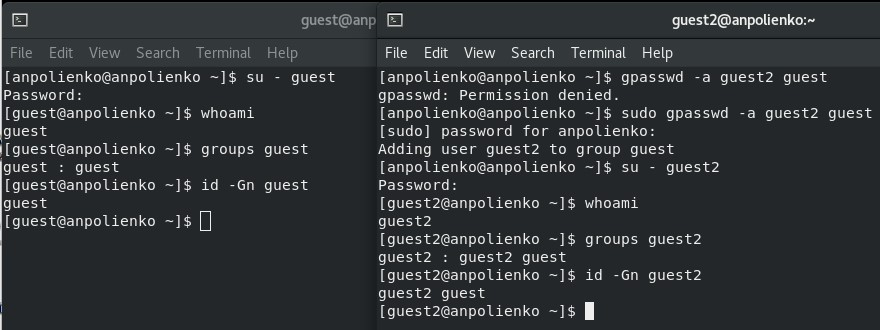 guest@anp
File Edit View Search Terminal Help
[anpolienko@anpolienko ~]$ su - guest
Password:
[guest@anpolienko ~]$ whoami
guest
[guest@anpolienko ~]$ groups guest
guest : guest
[guest@anpolienko ~]$ id -Gn guest
guest
[guest@anpolienko ~]$
guest2@anpolienko:~
File Edit View Search Terminal Help
[anpolienko@anpolienko ~]$ gpasswd -a guest2 guest
gpasswd: Permission denied.
[anpolienko@anpolienko ~]$ sudo gpasswd -a guest2 guest
[sudo] password for anpolienko:
Adding user guest2 to group guest
[anpolienko@anpolienko ~]$ su - guest2
Password:
[guest2@anpolienko ~]$ whoami
guest2
[guest2@anpolienko ~]$ groups guest2
guest2 : guest2 guest
[guest2@anpolienko ~]$ id -Gn guest2
guest2 guest
[guest2@anpolienko ~]$